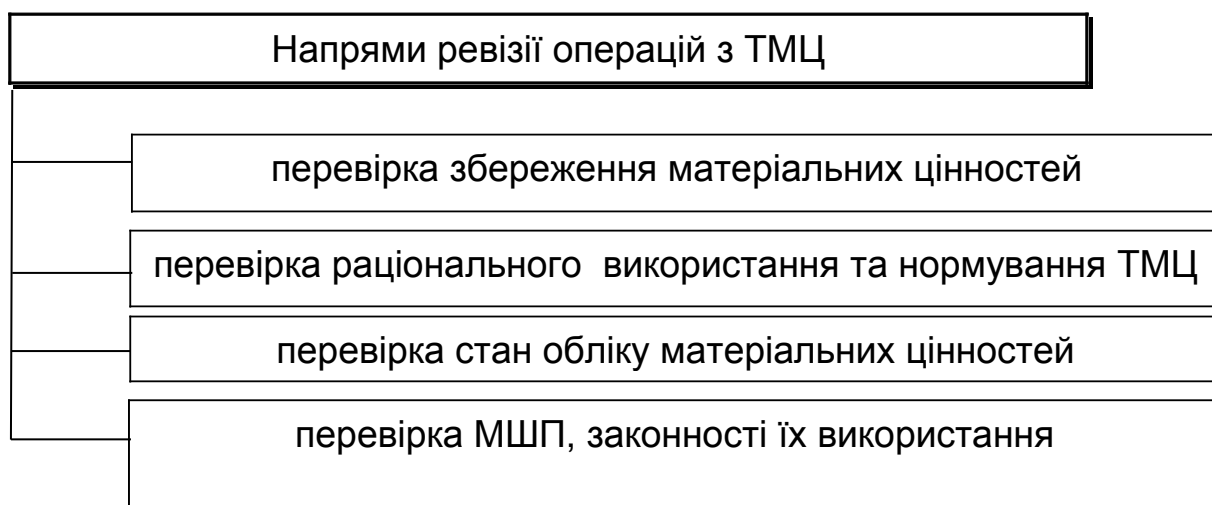 Напрями ревізії операцій з ТМЦ
перевірка збереження матеріальних цінностей
перевірка раціонального використання та нормування ТМЦ
перевірка стан обліку матеріальних цінностей
перевірка МШП, законності їх використання